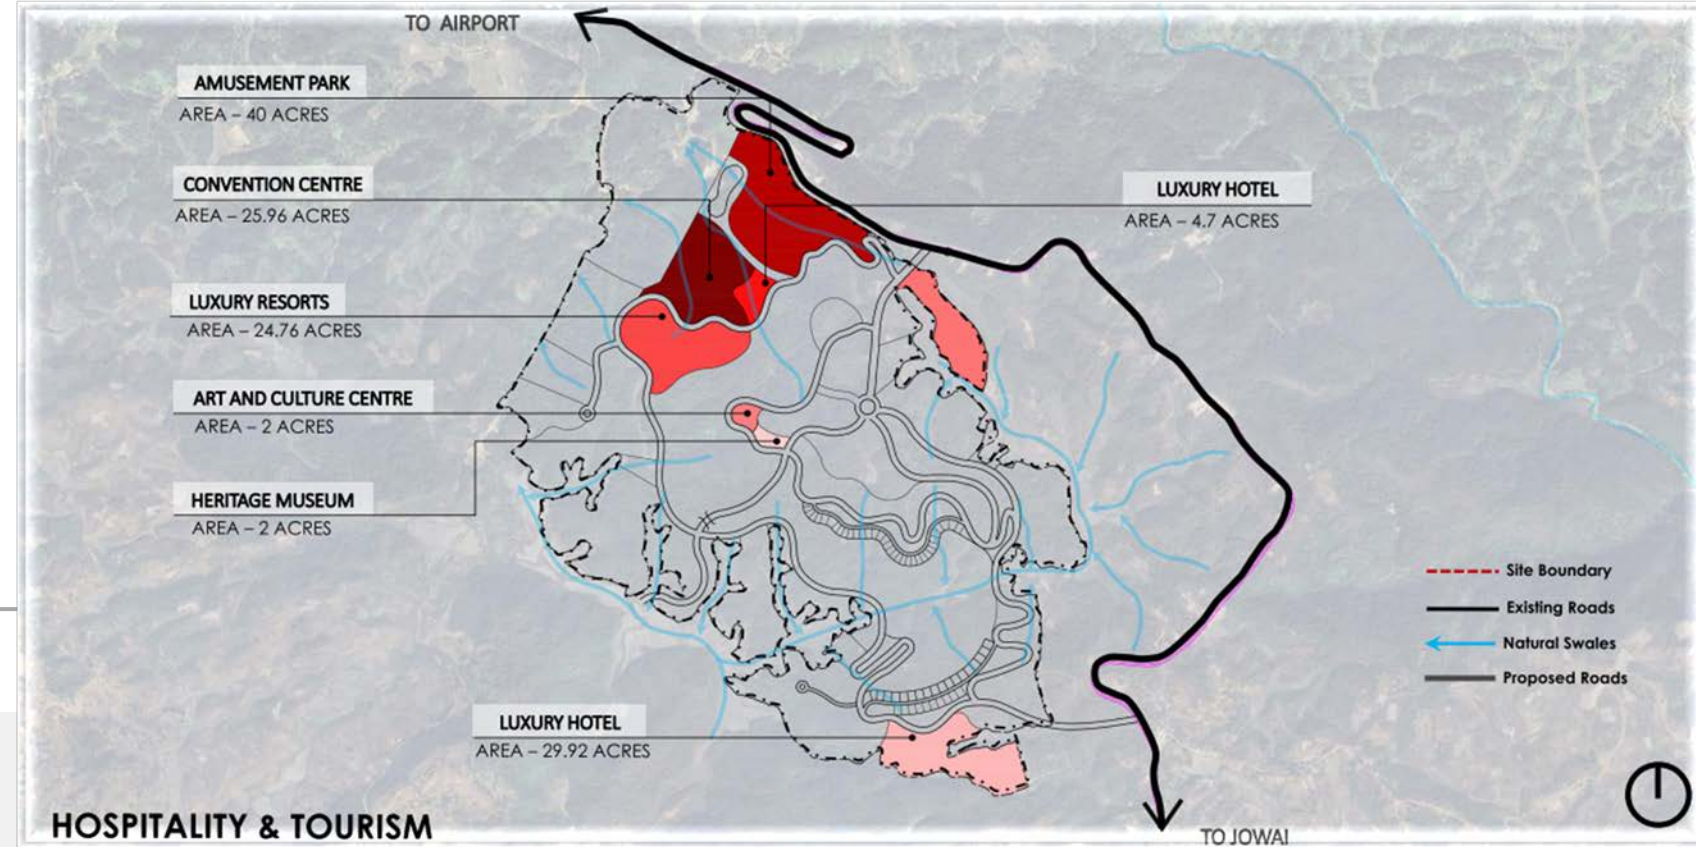 TO AIRPORT
AMUSEMENT PARK
AREA – 40 ACRES
CONVENTION CENTRE
AREA – 25.96 ACRES
LUXURY HOTEL
AREA – 4.7 ACRES
LUXURY RESORTS
AREA – 24.76 ACRES
ART AND CULTURE CENTRE
AREA – 2 ACRES
HERITAGE MUSEUM
AREA – 2 ACRES
Site Boundary
Existing Roads
Natural Swales
Proposed Roads
LUXURY HOTEL
AREA – 29.92 ACRES
HOSPITALITY & TOURISM
TO JOWAI